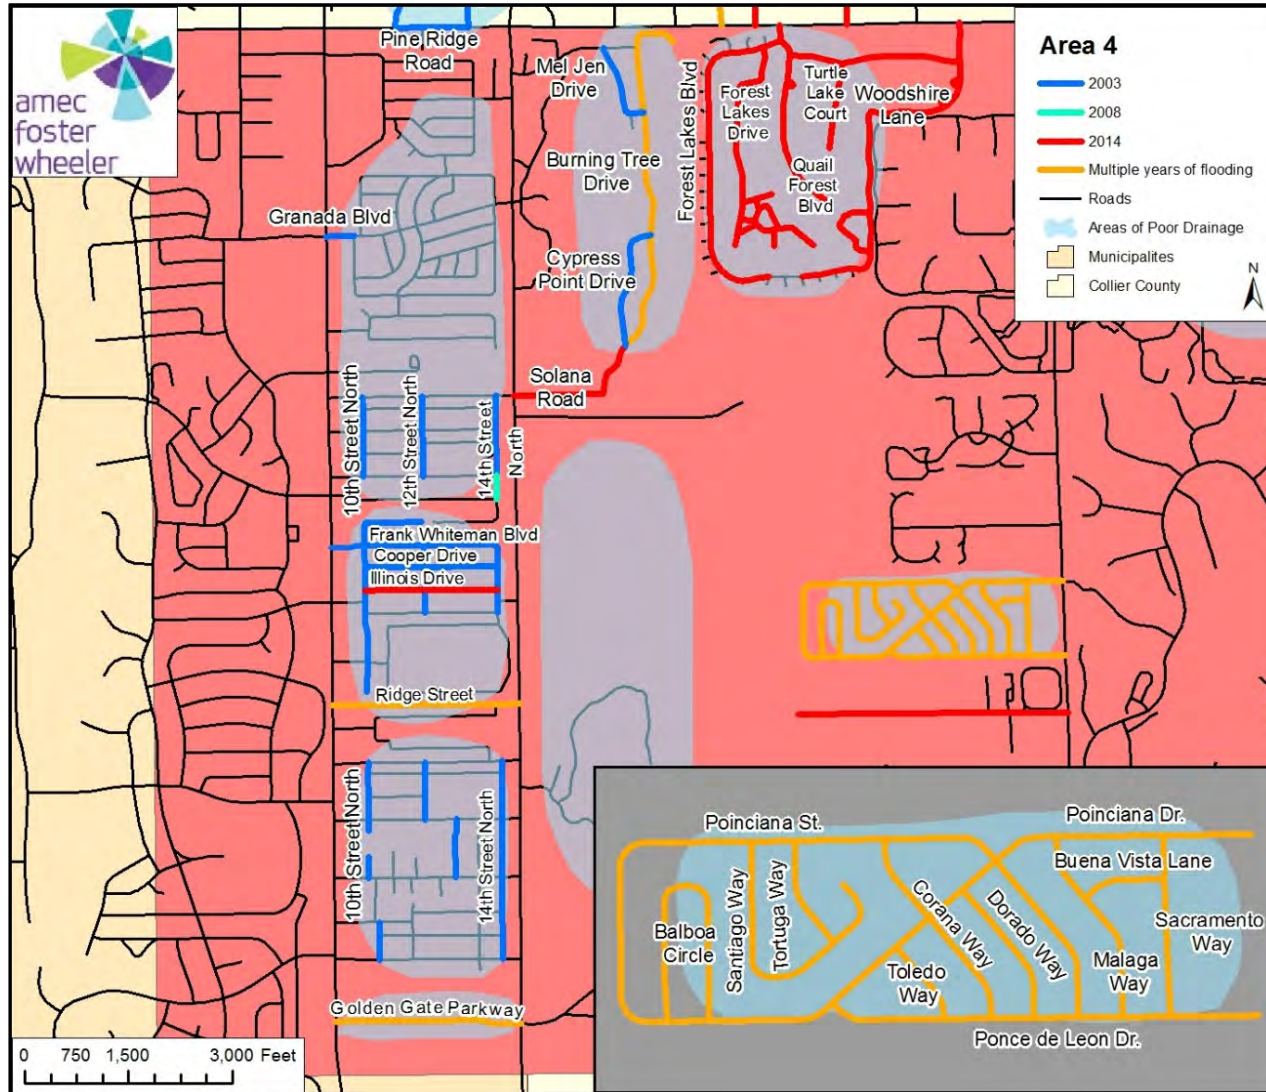 amec
foster
wheeler
Pine Ridge
Road
Mel Jen
Drive
Forest Lakes Blvd
Forest
Lakes
Drive
Turtle
Lake
Court
Woodshire
Lane
Burning Tree
Drive
Quail
Forest
Blvd
Granada Blvd
Cypress
Point Drive
Solana
Road
10th Street North
12th Street North
14th Street
North
Frank Whiteman Blvd
Cooper Drive
Illinois Drive
Ridge Street
10th Street North
14th Street North
Golden Gate Parkway
Area 4
2003
2008
2014
Multiple years of flooding
Roads
Areas of Poor Drainage
Municipalites
Collier County
N
Poinciana St.
Poinciana Dr.
Buena Vista Lane
Balboa
Circle
Santiago Way
Tortuga Way
Corana Way
Dorado Way
Sacramento
Way
Toledo
Way
Malaga
Way
Ponce de Leon Dr.
0 750 1,500 3,000 Feet